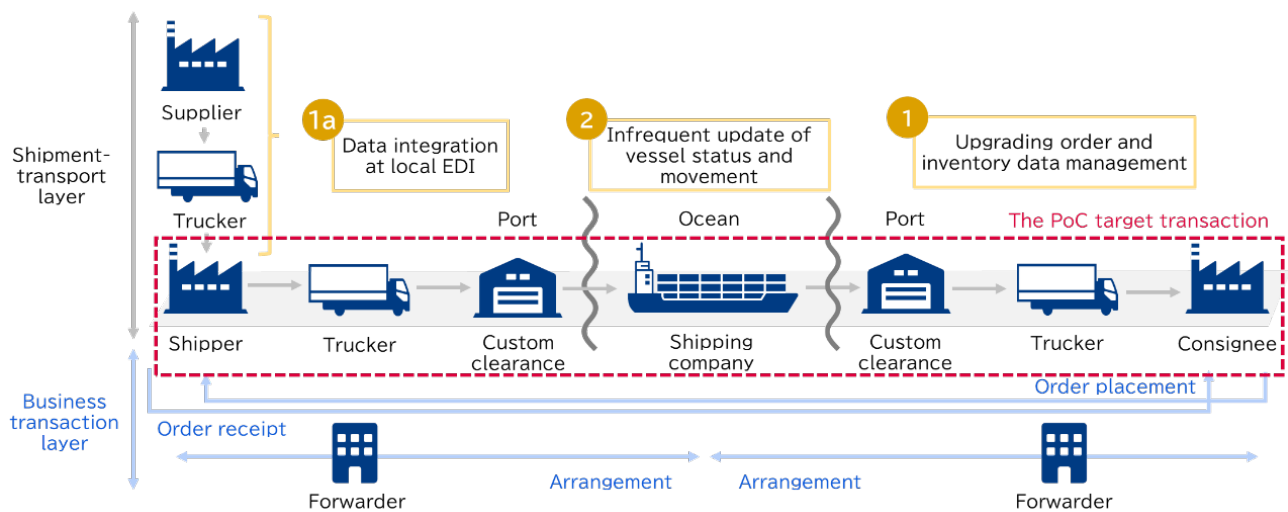 Supplier
Trucker
Shipment-
transport
layer
1a
Data integration
at local EDI
2
Infrequent update of
vessel status and
movement
1
Upgrading order and
inventory data management
Port
Ocean
Port
The PoC target transaction
Shipper
Trucker
Custom
clearance
Shipping
company
Custom
clearance
Trucker
Consignee
Business
transaction
layer
Order placement
Order receipt
Arrangement
Arrangement
Forwarder
Forwarder